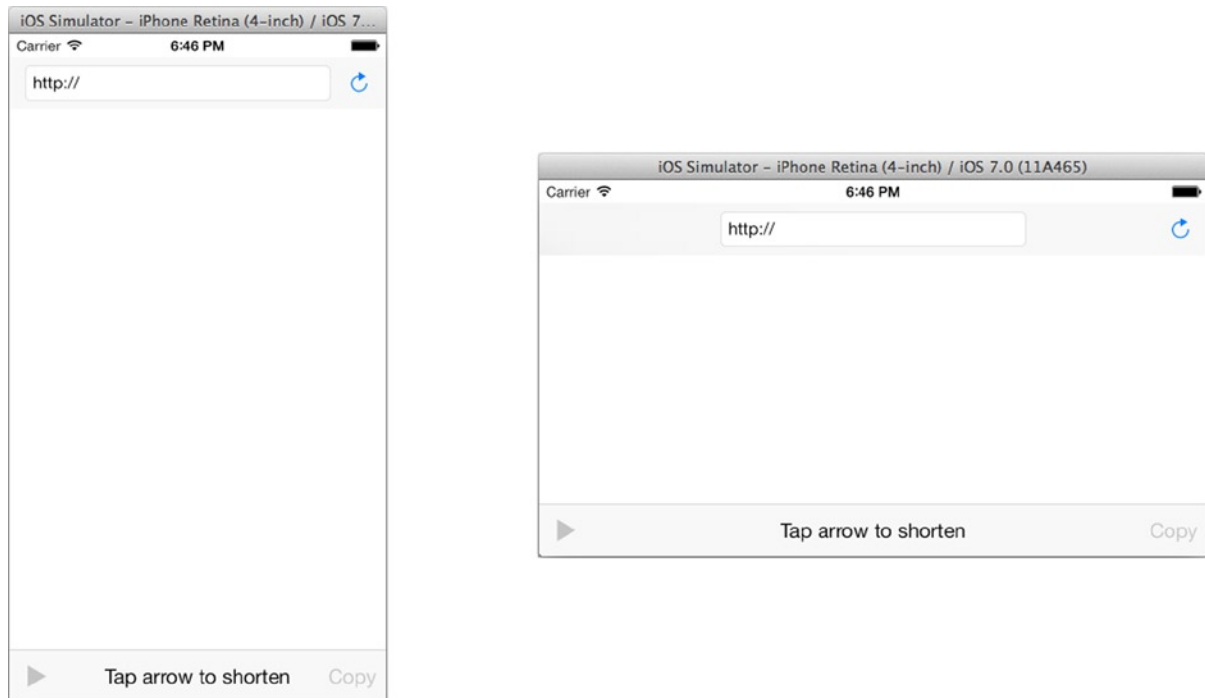 iOS Simulator – iPhone Retina (4-inch) / iOS 7...
Carrier 6:46 PM
http://
Tap arrow to shorten Copy
iOS Simulator – iPhone Retina (4-inch) / iOS 7.0 (11A465)
Carrier 6:46 PM
http://
Tap arrow to shorten Copy